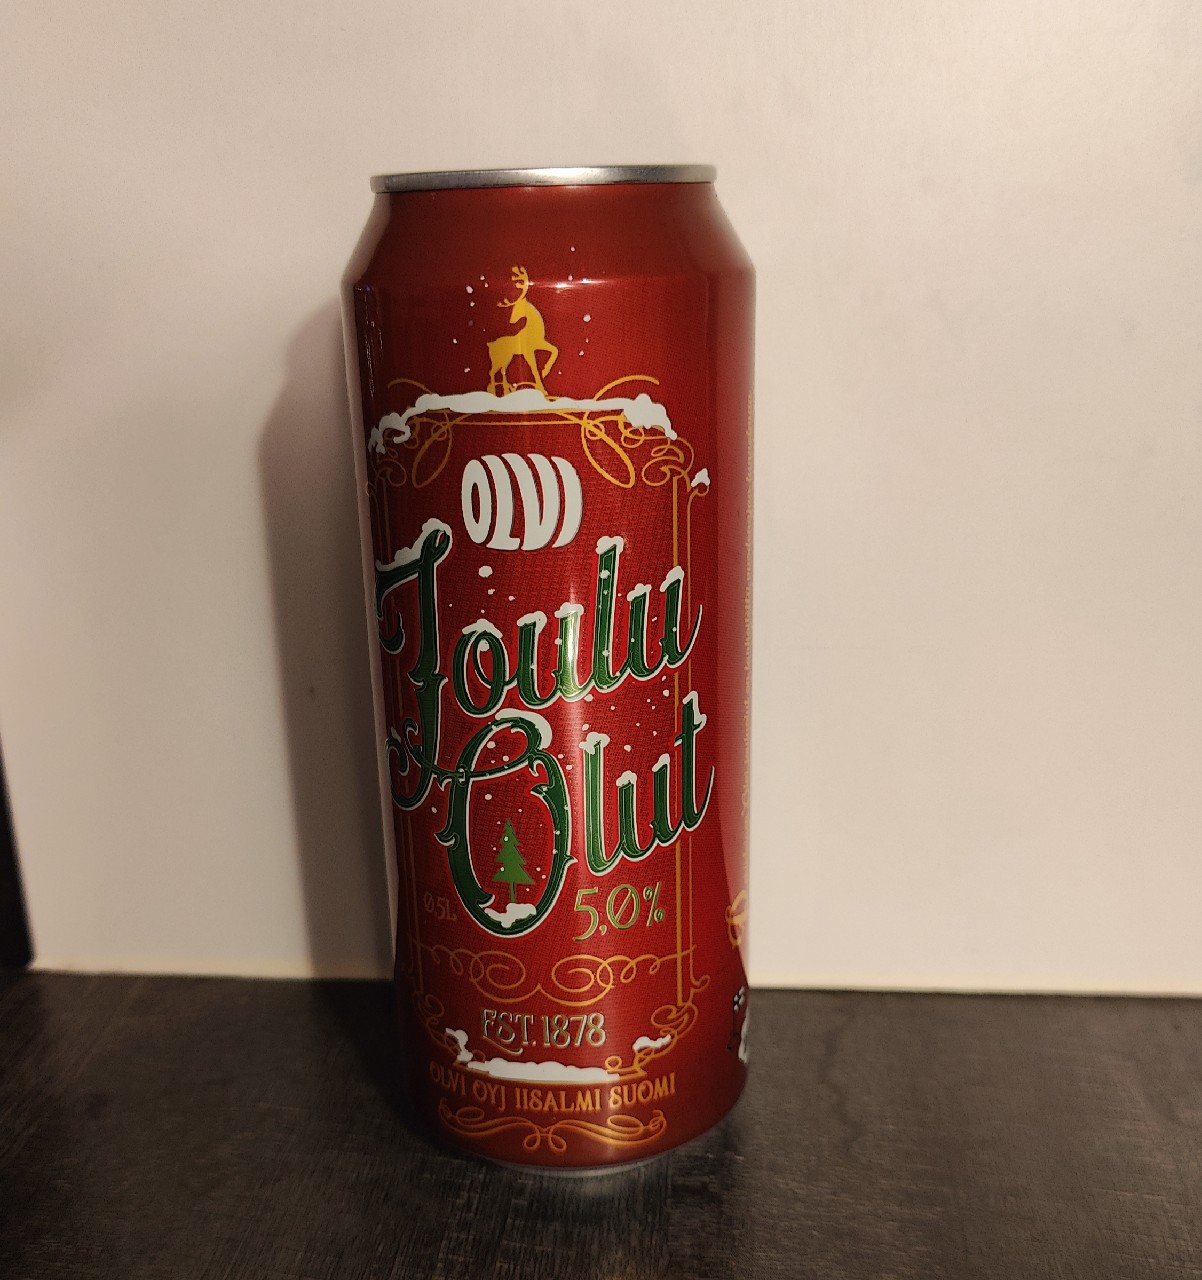 OLVI
Joulu
Olut
0,5L 5,0%
EST. 1878
OLVI OYJ IISALMI SUOMI